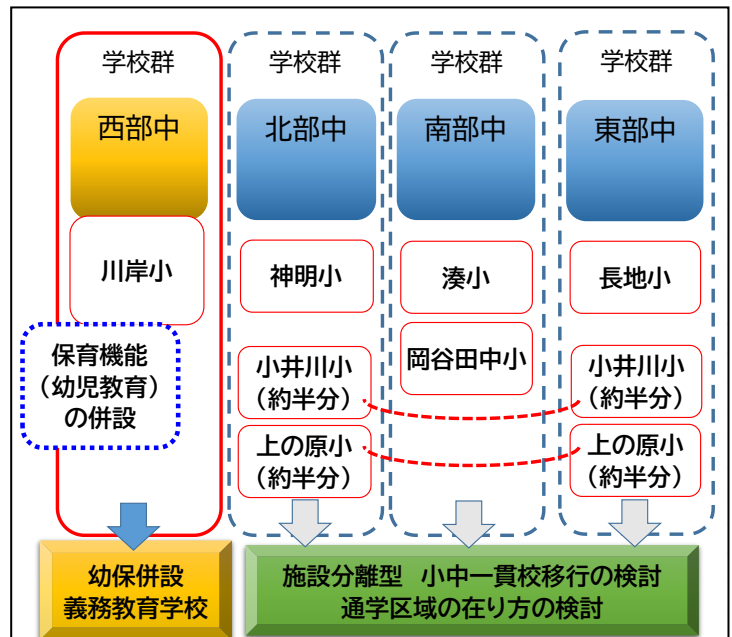 学校群
西部中
川岸小
保育機能
(幼児教育)
の併設
幼保併設
義務教育学校
学校群
北部中
神明小
小井川小
(約半分)
上の原小
(約半分)
学校群
南部中
湊小
岡谷田中小
学校群
東部中
長地小
小井川小
(約半分)
上の原小
(約半分)
施設分離型 小中一貫校移行の検討
通学区域の在り方の検討